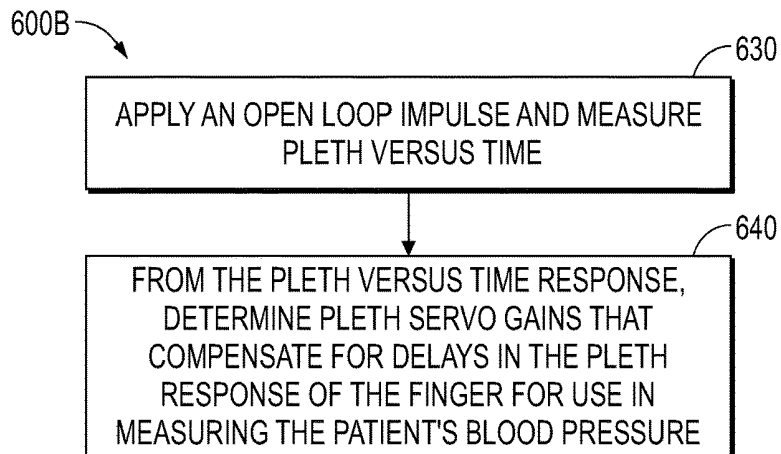 600B
630
APPLY AN OPEN LOOP IMPULSE AND MEASURE
PLETH VERSUS TIME
640
FROM THE PLETH VERSUS TIME RESPONSE,
DETERMINE PLETH SERVO GAINS THAT
COMPENSATE FOR DELAYS IN THE PLETH
RESPONSE OF THE FINGER FOR USE IN
MEASURING THE PATIENT'S BLOOD PRESSURE